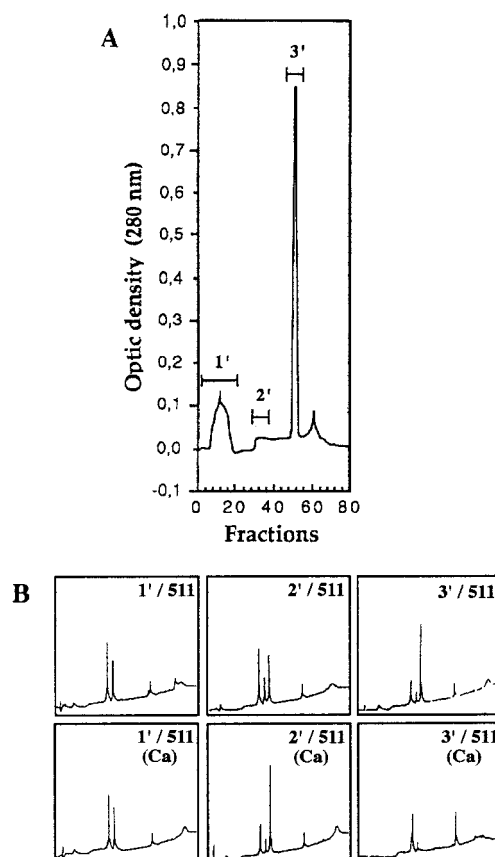 A
3'
1,0
0,9
0,8
0,7
0,6
0,5
0,4
0,3
0,2
0,1
0,0
-0,1
Optic density (280 nm)
1'
2'
0 20 40 60 80
Fractions
B
1' / 511
2' / 511
3' / 511
1' / 511
(Ca)
2' / 511
(Ca)
3' / 511
(Ca)